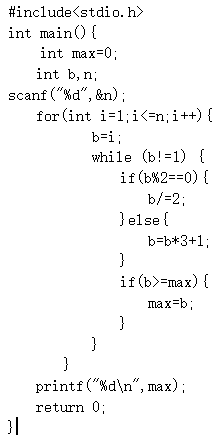 #include<stdio.h>
int main(){
    int max=0;
    int b,n;
scanf("%d",&n);
    for(int i=1;i<=n;i++){
            b=i;
            while (b!=1) {
                if(b%2==0){
                    b/=2;
                }else{
                    b=b*3+1;
                }
                if(b>=max){
                    max=b;
                }
            }
        }
    printf("%d\n",max);
    return 0;
}